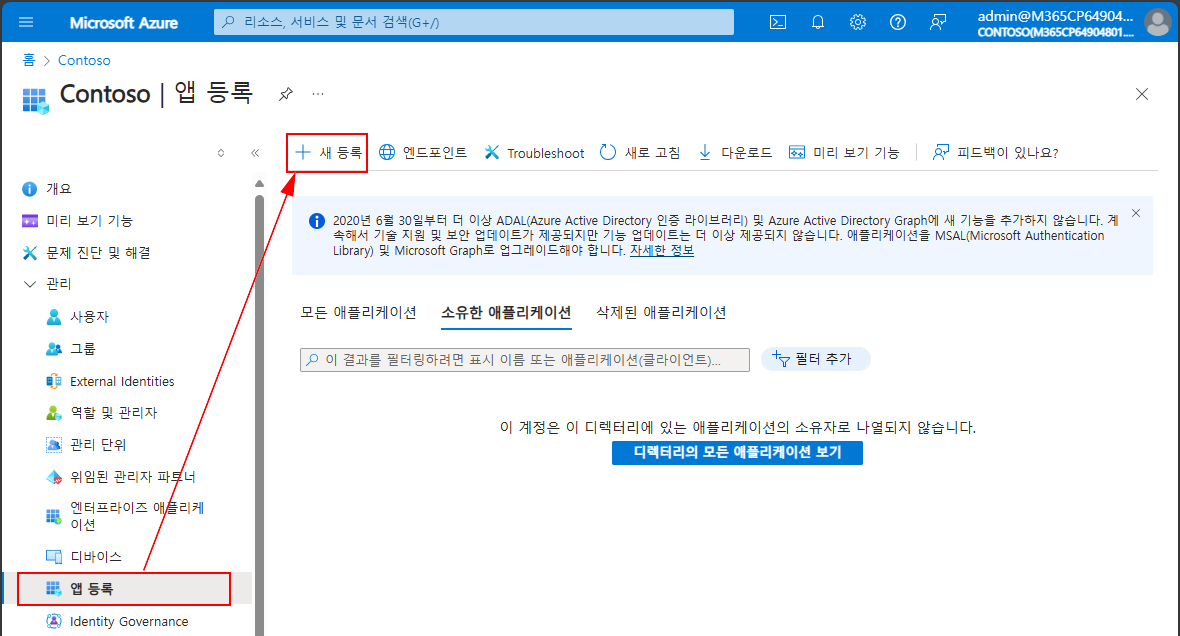 Microsoft Azure
리소스, 서비스 및 문서 검색(G+/)
admin@M365CP64904...
CONTOSO(M365CP64904801....
홈 > Contoso
Contoso | 앱 등록
새 등록
엔드포인트
Troubleshoot
새로 고침
다운로드
미리 보기 기능
피드백이 있나요?
개요
미리 보기 기능
문제 진단 및 해결
관리
사용자
그룹
External Identities
역할 및 관리자
관리 단위
위임된 관리자 파트너
엔터프라이즈 애플리케
이션
디바이스
앱 등록
Identity Governance
2020년 6월 30일부터 더 이상 ADAL(Azure Active Directory 인증 라이브러리) 및 Azure Active Directory Graph에 새 기능을 추가하지 않습니다. 계
속해서 기술 지원 및 보안 업데이트가 제공되지만 기능 업데이트는 더 이상 제공되지 않습니다. 애플리케이션을 MSAL(Microsoft Authentication
Library) 및 Microsoft Graph로 업그레이드해야 합니다. 자세한 정보
모든 애플리케이션
소유한 애플리케이션
삭제된 애플리케이션
이 결과를 필터링하려면 표시 이름 또는 애플리케이션(클라이언트)...
필터 추가
이 계정은 이 디렉터리에 있는 애플리케이션의 소유자로 나열되지 않습니다.
디렉터리의 모든 애플리케이션 보기